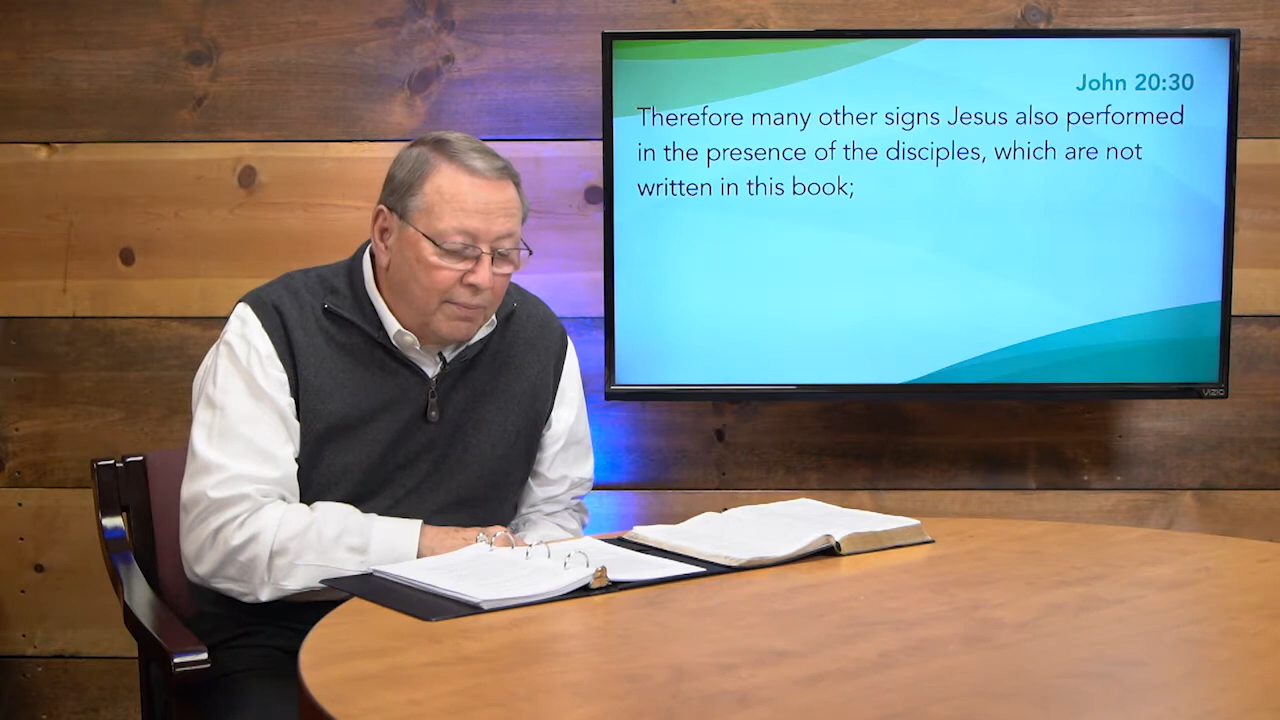 John 20:30
Therefore many other signs Jesus also performed
in the presence of the disciples, which are not
written in this book;
VIZIO